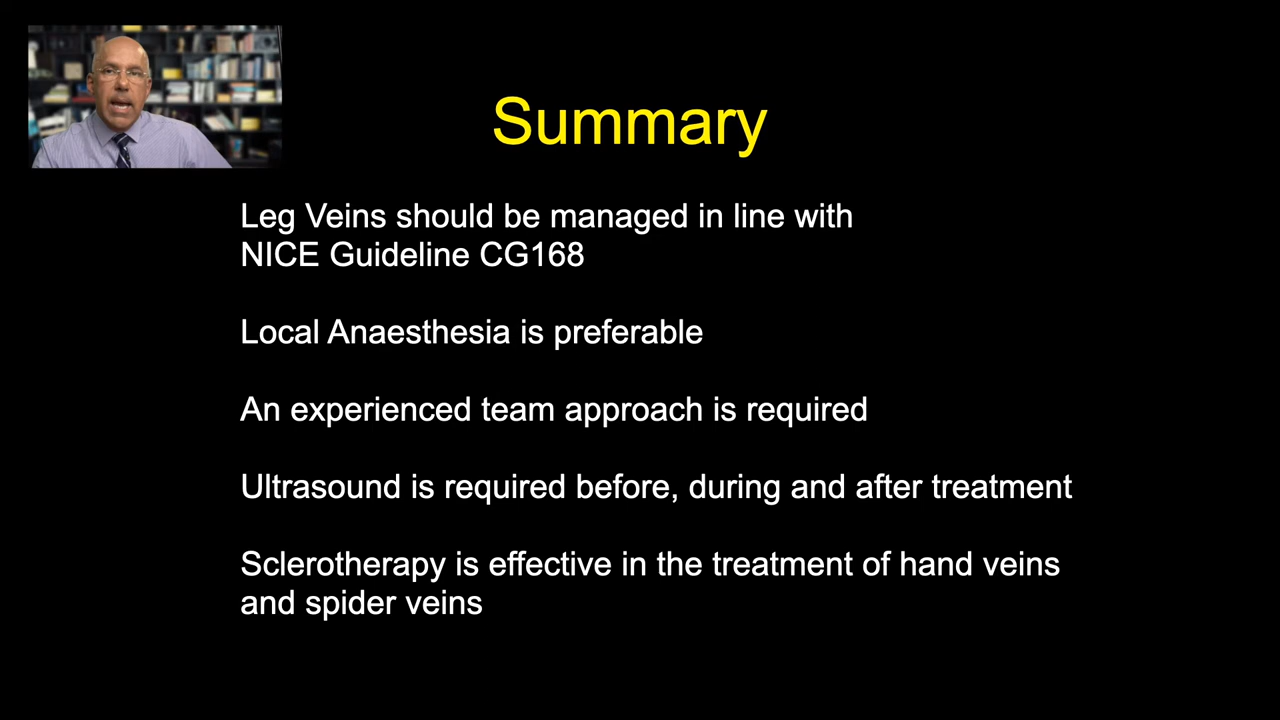 Summary
Leg Veins should be managed in line with
NICE Guideline CG168
Local Anaesthesia is preferable
An experienced team approach is required
Ultrasound is required before, during and after treatment
Sclerotherapy is effective in the treatment of hand veins
and spider veins